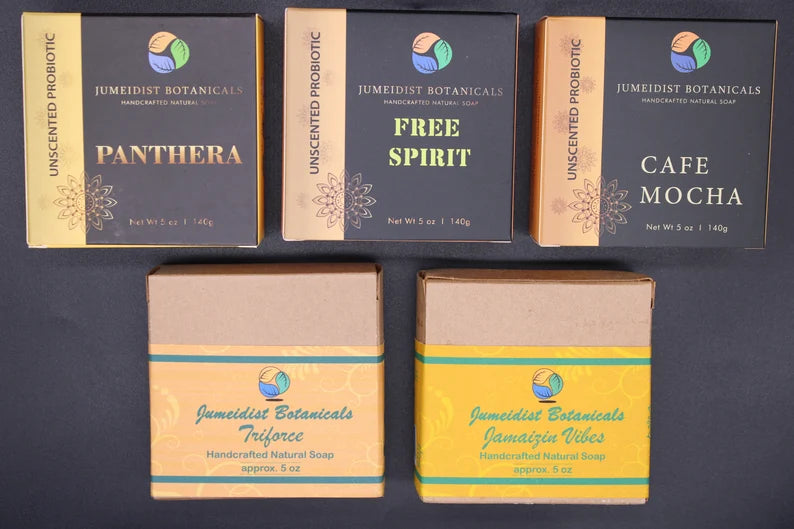 UNSCENTED PROBIOTIC
JUMEIDIST BOTANICALS
HANDCRAFTED NATURAL SOAP
PANTHERA
Net Wt 5 oz | 140g
UNSCENTED PROBIOTIC
JUMEIDIST BOTANICALS
HANDCRAFTED NATURAL SOAP
FREE
SPIRIT
Net Wt 5 oz | 140g
UNSCENTED PROBIOTIC
JUMEIDIST BOTANICALS
HANDCRAFTED NATURAL SOAP
CAFE
MOCHA
Net Wt 5 oz | 140g
Jumeidist Botanicals
Triforce
Handcrafted Natural Soap
approx. 5 oz
Jumeidist Botanicals
Jamaizin Vibes
Handcrafted Natural Soap
approx. 5 oz